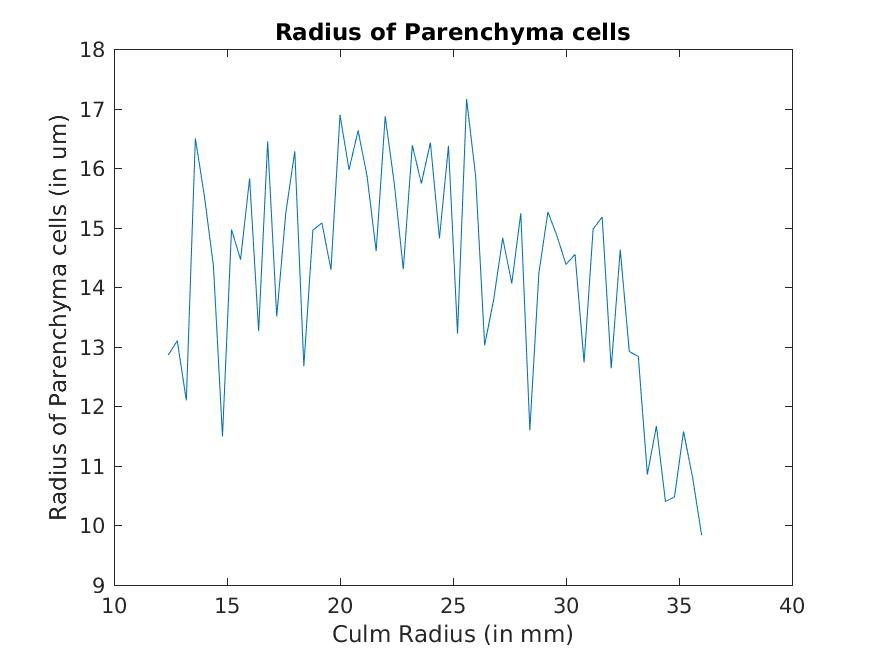 Radius of Parenchyma cells
18
17
16
15
14
13
12
11
10
9
Radius of Parenchyma cells (in um)
10 15 20 25 30 35 40
Culm Radius (in mm)